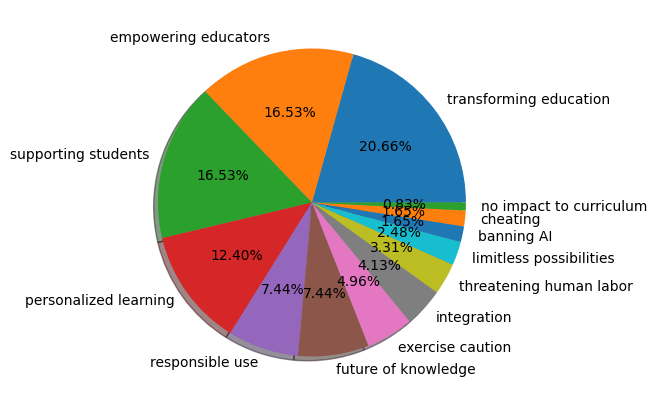 empowering educators
transforming education
supporting students
personalized learning
responsible use
future of knowledge
exercise caution
integration
threatening human labor
limitless possibilities
banning AI
cheating
no impact to curriculum
20.66%
16.53%
16.53%
12.40%
7.44%
7.44%
4.96%
4.13%
3.31%
2.48%
1.65%
1.65%
0.83%